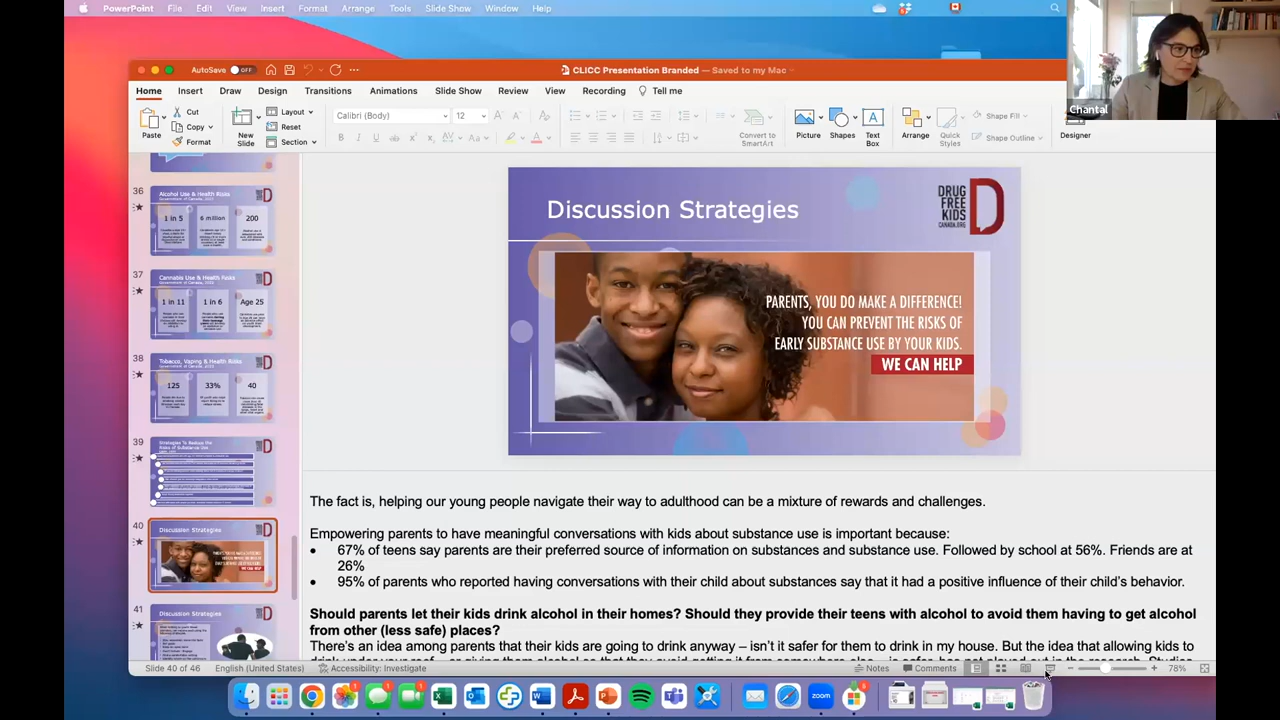 PowerPoint File Edit View Insert Format Arrange Tools Slide Show Window Help
AutoSave OFF
CLICC Presentation Branded — Saved to my Mac
Home Insert Draw Design Transitions Animations Slide Show Review View Recording Tell me
Chantal
Paste
Cut
Copy
Format
New Slide
Layout
Reset
Section
Calibri (Body) 12
Convert to SmartArt
Picture
Shapes
Text Box
Arrange
Quick Styles
Shape Fill
Shape Outline
Designer
36
Alcohol Use & Health Risks
1 in 5 6 million 200
37
Cannabis Use & Health Risks
1 in 11 1 in 6 Age 25
38
Tobacco, Vaping & Health Risks
125 33% 40
39
Strategies To Reduce the
Risks of Substance Use
40
Discussion Strategies
41
Discussion Strategies
Discussion Strategies
DRUG
FREE
KIDS
CANADA.ORG
PARENTS, YOU DO MAKE A DIFFERENCE!
YOU CAN PREVENT THE RISKS OF
EARLY SUBSTANCE USE BY YOUR KIDS.
WE CAN HELP
The fact is, helping our young people navigate their way to adulthood can be a mixture of rewards and challenges.
Empowering parents to have meaningful conversations with kids about substance use is important because:
• 67% of teens say parents are their preferred source of information on substances and substance use. Followed by school at 56%. Friends are at
26%
• 95% of parents who reported having conversations with their child about substances say that it had a positive influence of their child's behavior.
Should parents let their kids drink alcohol in their homes? Should they provide their teen with alcohol to avoid them having to get alcohol
from other (less safe) places?
There's an idea among parents that their kids are going to drink anyway – isn't it safer for them to drink in my house. But the idea that allowing kids to
Slide 40 of 46 English (United States) Accessibility: Investigate Notes Comments 78%
zoom